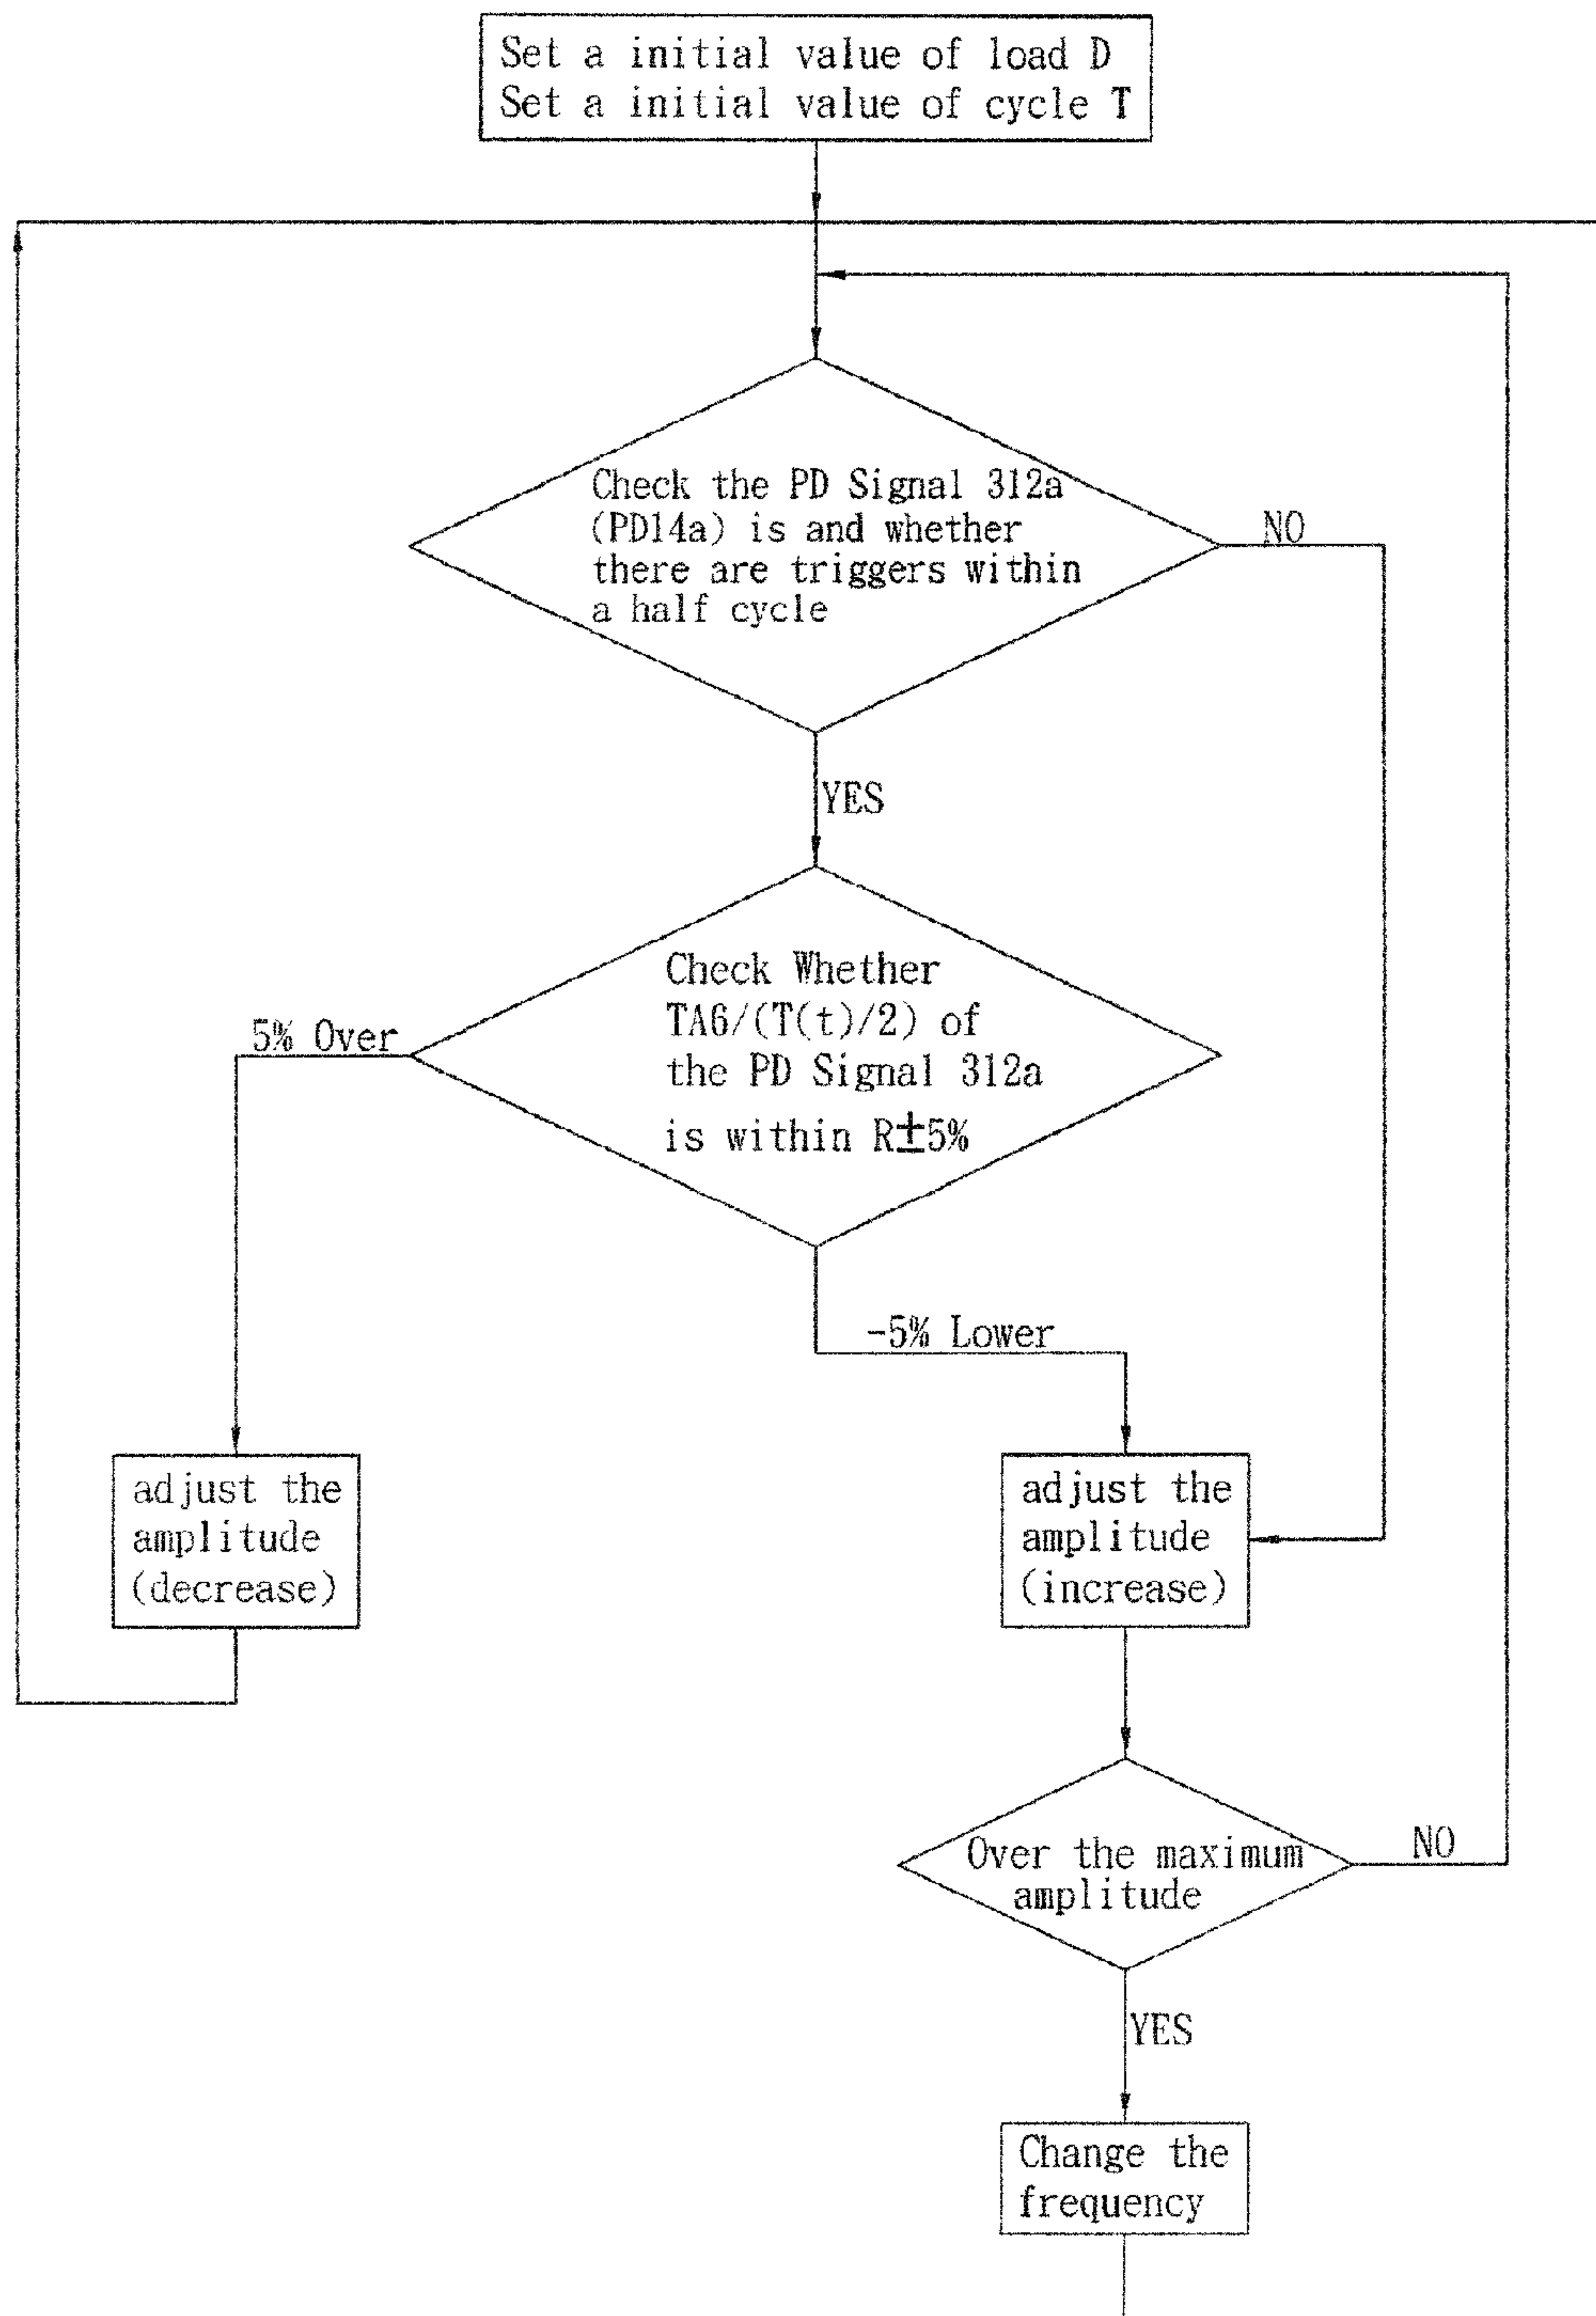 Set a initial value of load D
Set a initial value of cycle T
Check the PD Signal 312a
(PD14a) is and whether
there are triggers within
a half cycle
NO
YES
Check Whether
TA6/(T(t)/2) of
the PD Signal 312a
is within R±5%
5% Over
-5% Lower
adjust the
amplitude
(decrease)
adjust the
amplitude
(increase)
Over the maximum
amplitude
NO
YES
Change the
frequency